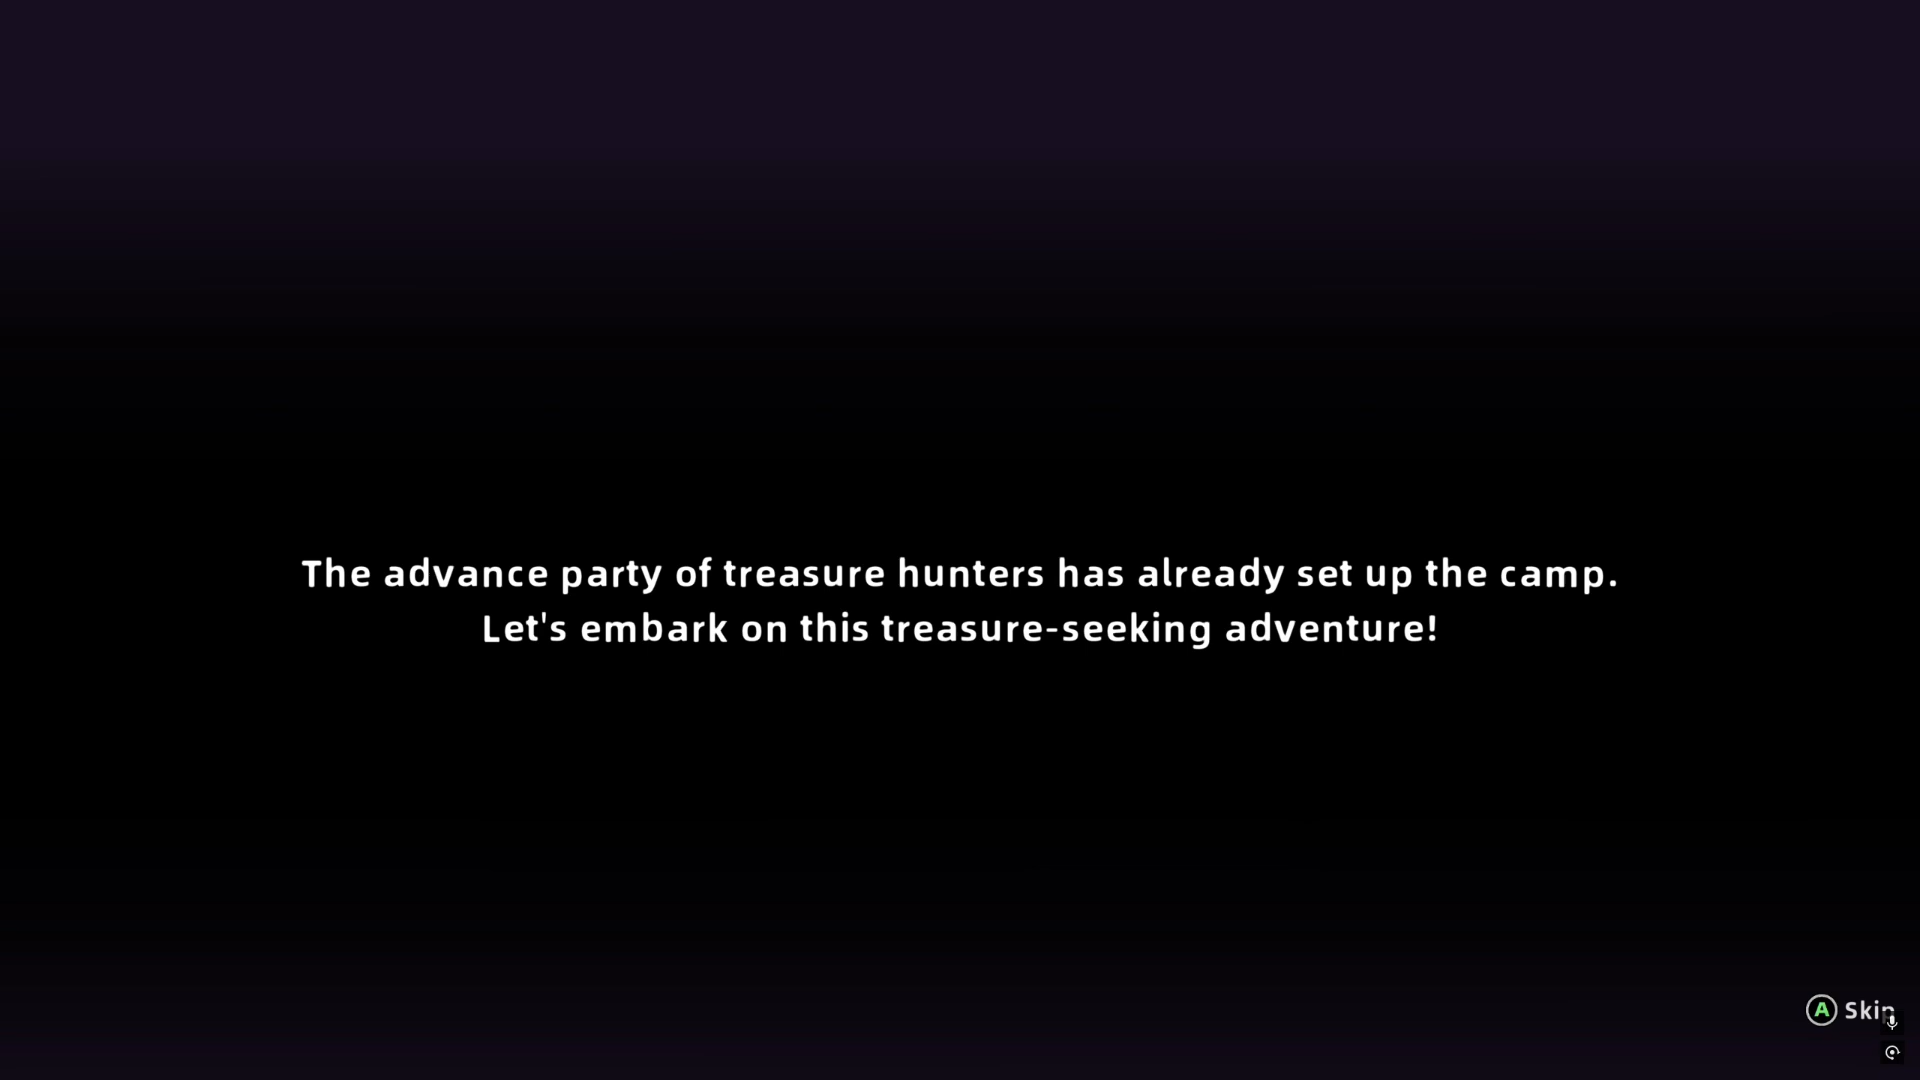 The advance party of treasure hunters has already set up the camp.
Let's embark on this treasure-seeking adventure!
A Skip